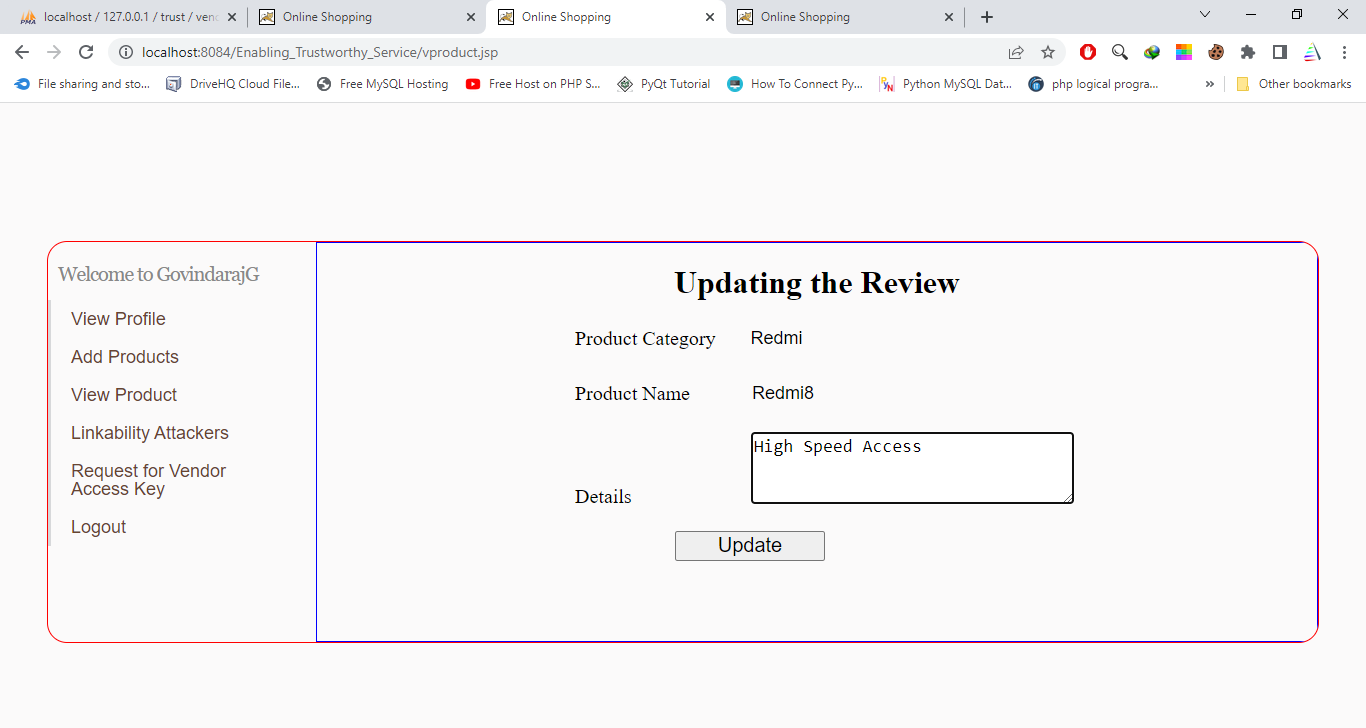 localhost / 127.0.0.1 / trust / vend
Online Shopping
Online Shopping
Online Shopping
localhost:8084/Enabling_Trustworthy_Service/vproduct.jsp
File sharing and sto...
DriveHQ Cloud File...
Free MySQL Hosting
Free Host on PHP S...
PyQt Tutorial
How To Connect Py...
Python MySQL Dat...
php logical progra...
»
Other bookmarks
Welcome to GovindarajG
View Profile
Add Products
View Product
Linkability Attackers
Request for Vendor
Access Key
Logout
Updating the Review
Product Category Redmi
Product Name Redmi8
Details High Speed Access
Update